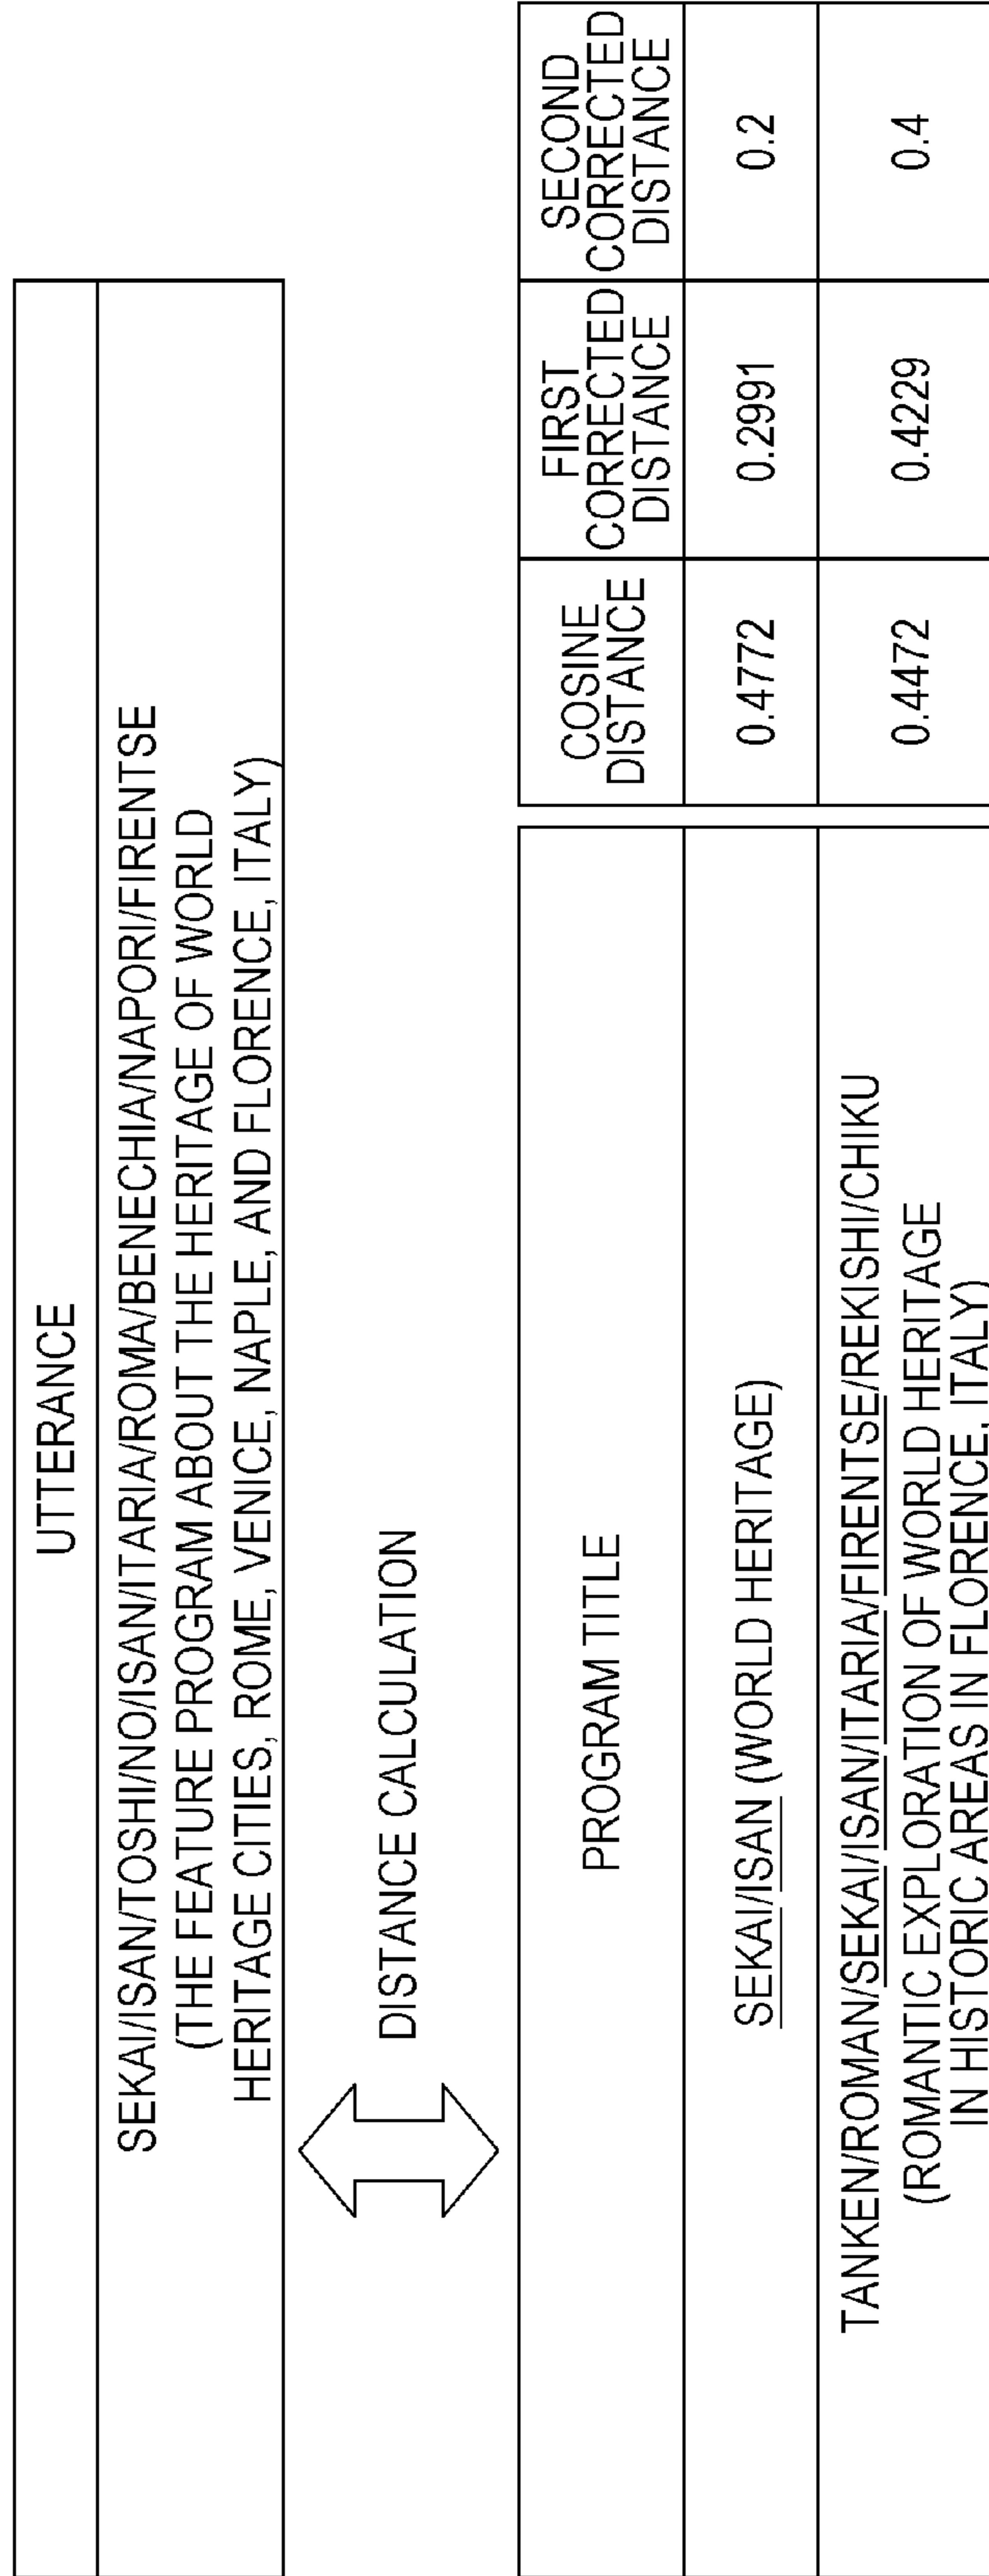 UTTERANCE
SEKAI/ISAN/TOSHI/NO/ISAN/ITARIA/ROMA/BENECHIA/NAPORI/FIRENTSE
(THE FEATURE PROGRAM ABOUT THE HERITAGE OF WORLD
HERITAGE CITIES, ROME, VENICE, NAPLE, AND FLORENCE, ITALY)
DISTANCE CALCULATION
PROGRAM TITLE
COSINE
DISTANCE
FIRST
CORRECTED
DISTANCE
SECOND
CORRECTED
DISTANCE
SEKAI/ISAN (WORLD HERITAGE)
0.4772
0.2991
0.2
TANKEN/ROMAN/SEKAI/ISAN/ITARIA/FIRENTSE/REKISHI/CHIKU
(ROMANTIC EXPLORATION OF WORLD HERITAGE
IN HISTORIC AREAS IN FLORENCE, ITALY)
0.4472
0.4229
0.4